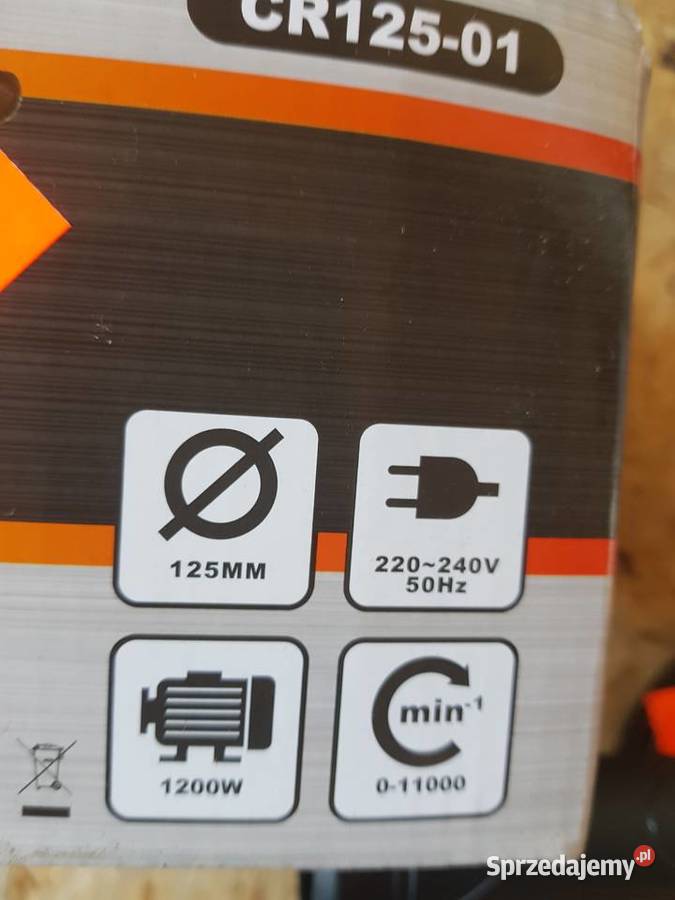 CR125-01
125MM
220~240V
50Hz
1200W
min-¹
0-11000
Sprzedajemy.pl